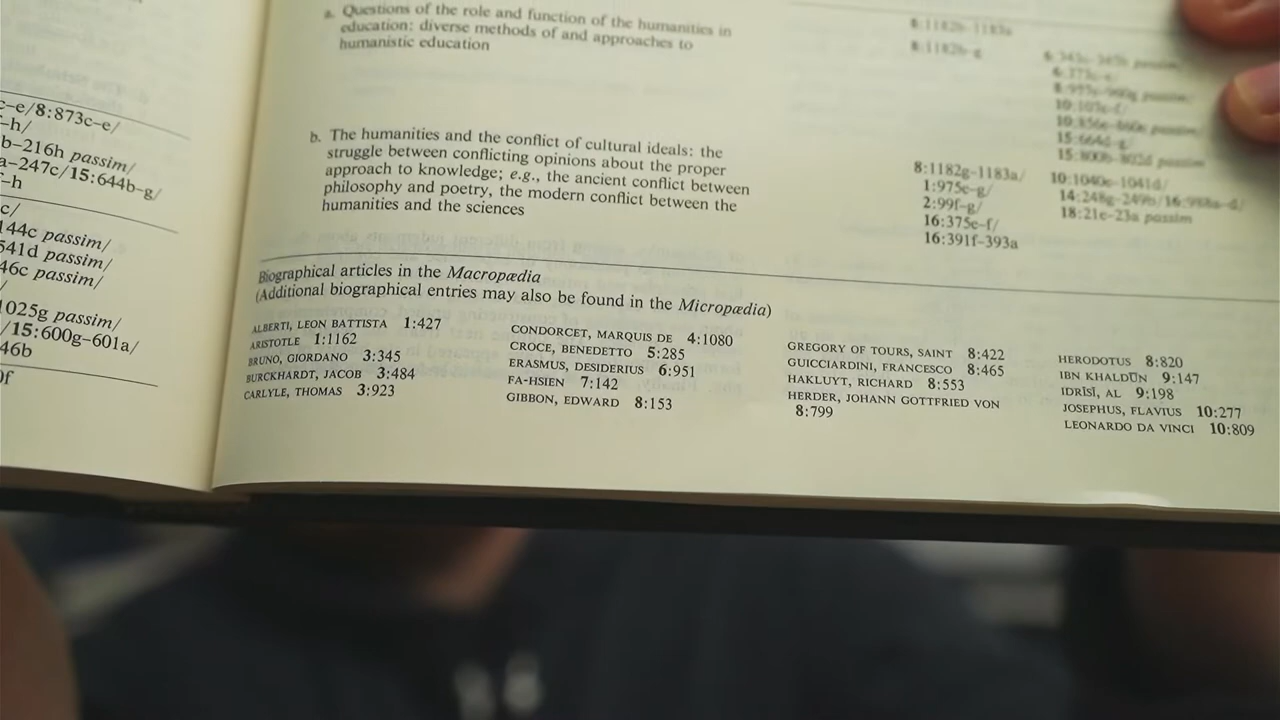 c–e/8:873c–e/
–h/
b–216h passim/
a–247c/15:644b–g/
–h
c/
144c passim/
541d passim/
46c passim/
/
1025g passim/
/15:600g–601a/
46b
of
a. Questions of the role and function of the humanities in
education: diverse methods of and approaches to
humanistic education
8:1182b–1183a
8:1182b–g
b. The humanities and the conflict of cultural ideals: the
struggle between conflicting opinions about the proper
approach to knowledge; e.g., the ancient conflict between
philosophy and poetry, the modern conflict between the
humanities and the sciences
8:1182g–1183a/
1:975c–g/
2:99f–g/
16:375e–f/
16:391f–393a
10:1040c–1041d/
18:21c–23a passim
Biographical articles in the Macropædia
(Additional biographical entries may also be found in the Micropædia)
ALBERTI, LEON BATTISTA 1:427
ARISTOTLE 1:1162
BRUNO, GIORDANO 3:345
BURCKHARDT, JACOB 3:484
CARLYLE, THOMAS 3:923
CONDORCET, MARQUIS DE 4:1080
CROCE, BENEDETTO 5:285
ERASMUS, DESIDERIUS 6:951
FA-HSIEN 7:142
GIBBON, EDWARD 8:153
GREGORY OF TOURS, SAINT 8:422
GUICCIARDINI, FRANCESCO 8:465
HAKLUYT, RICHARD 8:553
HERDER, JOHANN GOTTFRIED VON
8:799
HERODOTUS 8:820
IBN KHALDŪN 9:147
IDRĪSĪ, AL 9:198
JOSEPHUS, FLAVIUS 10:277
LEONARDO DA VINCI 10:809